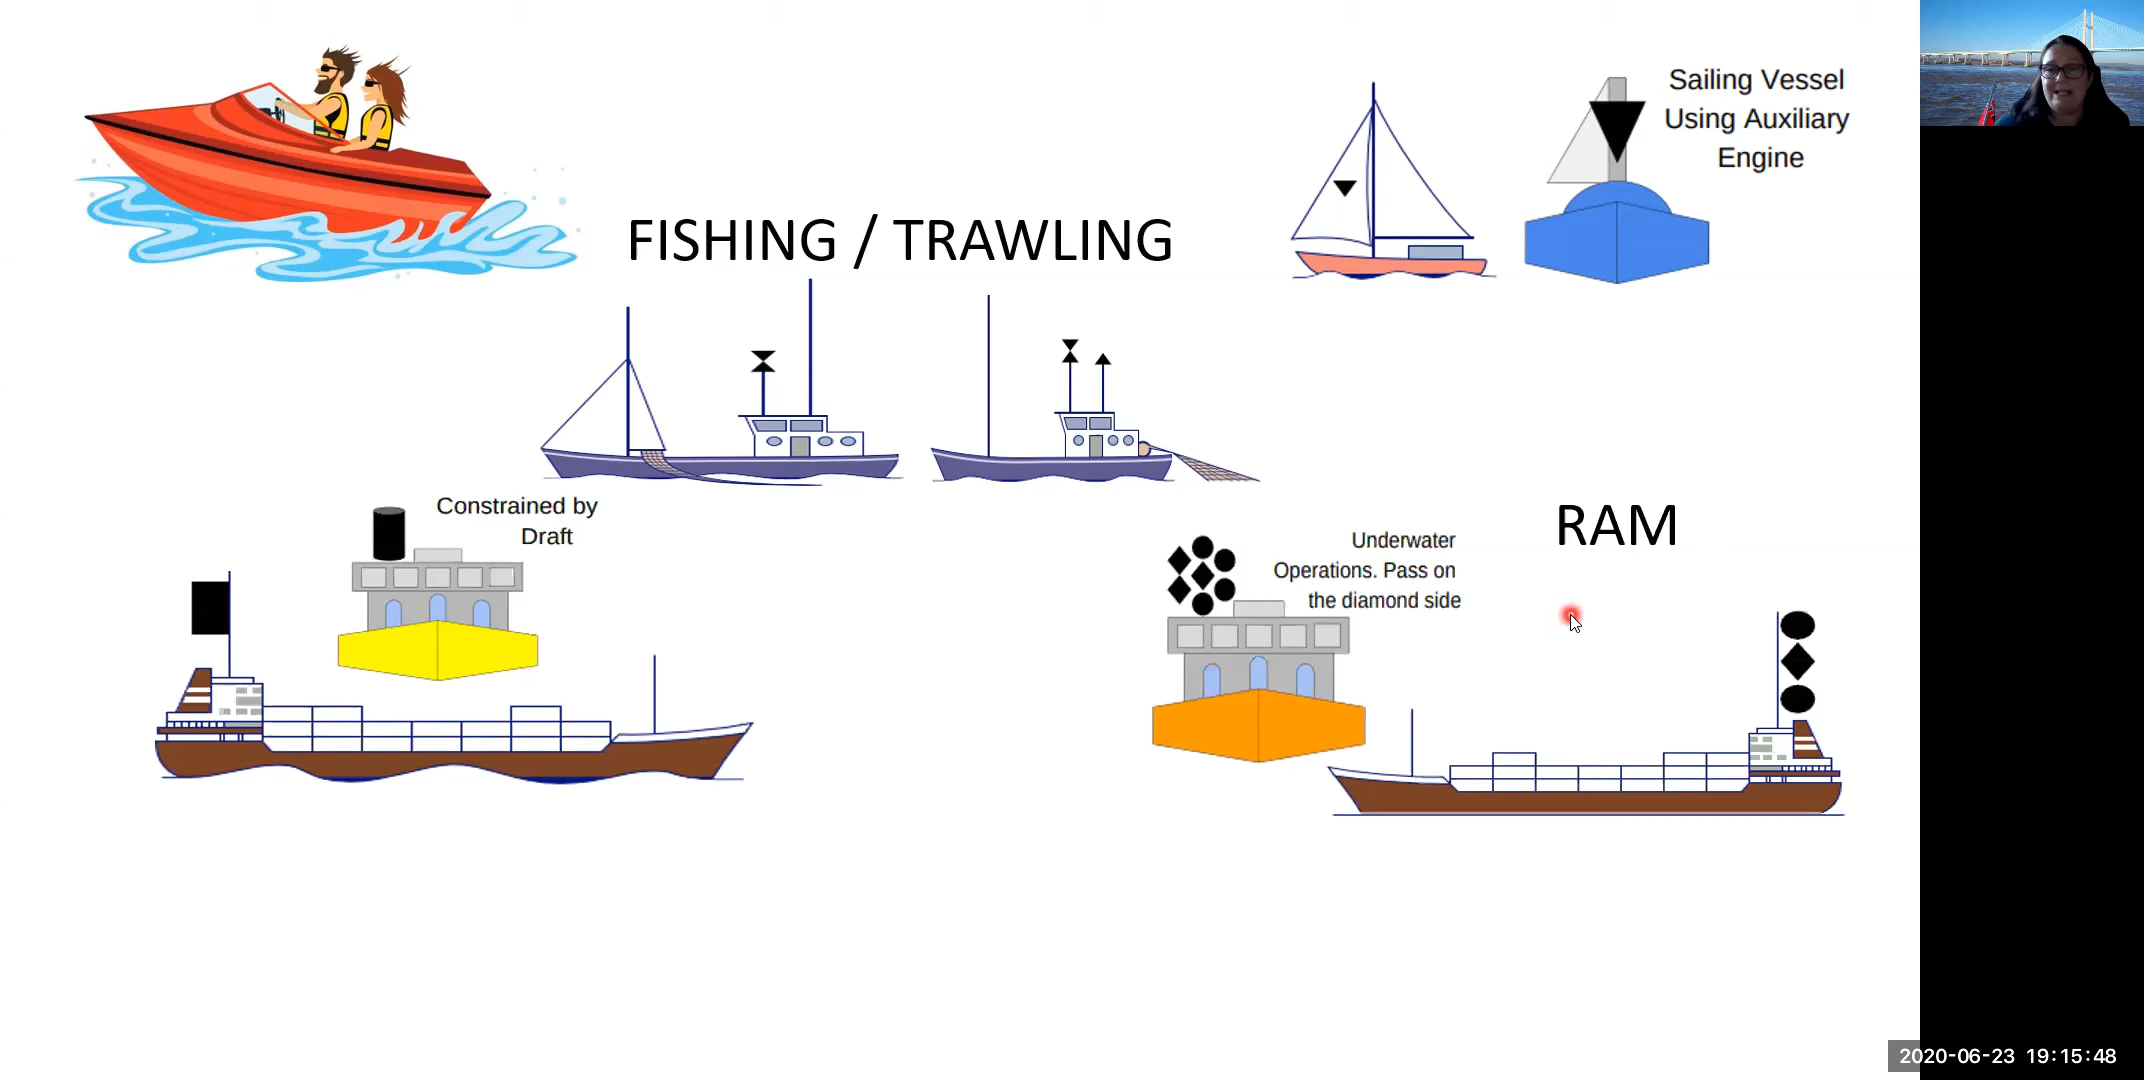 Sailing Vessel
Using Auxiliary
Engine
FISHING / TRAWLING
Constrained by
Draft
RAM
Underwater
Operations. Pass on
the diamond side
2020-06-23 19:15:48